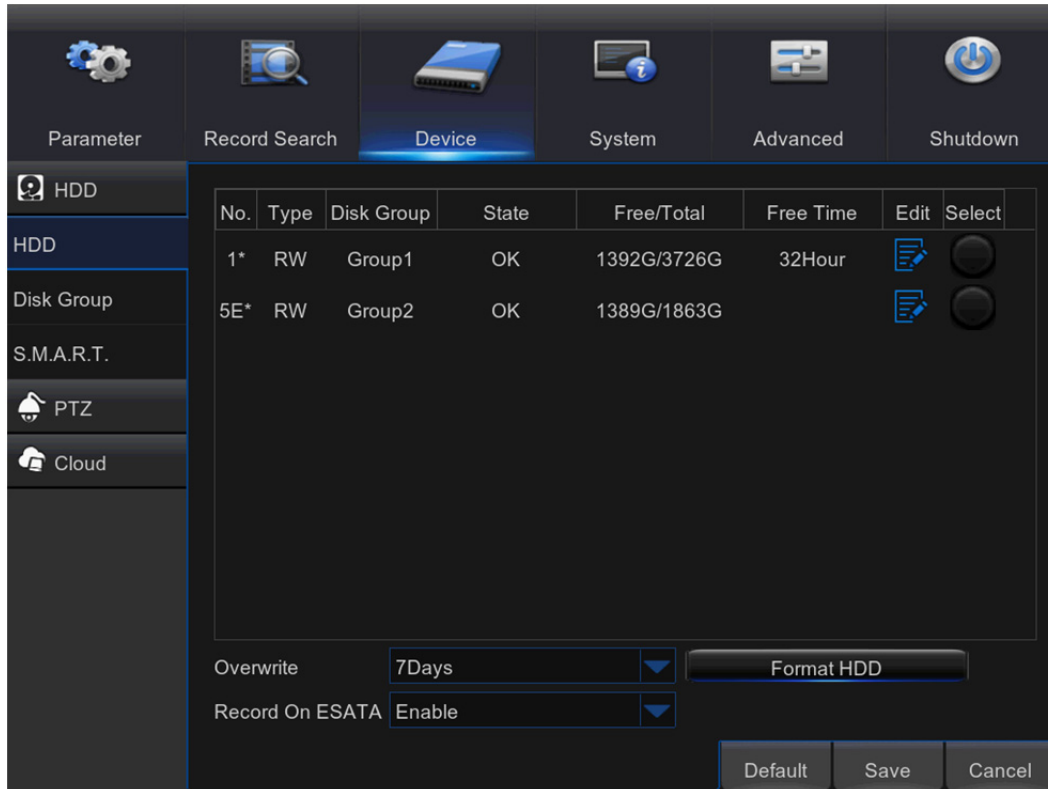 Parameter Record Search Device System Advanced Shutdown
HDD
HDD
Disk Group
S.M.A.R.T.
PTZ
Cloud
No. Type Disk Group State Free/Total Free Time Edit Select
1* RW Group1 OK 1392G/3726G 32Hour
5E* RW Group2 OK 1389G/1863G
Overwrite 7Days Format HDD
Record On ESATA Enable
Default Save Cancel